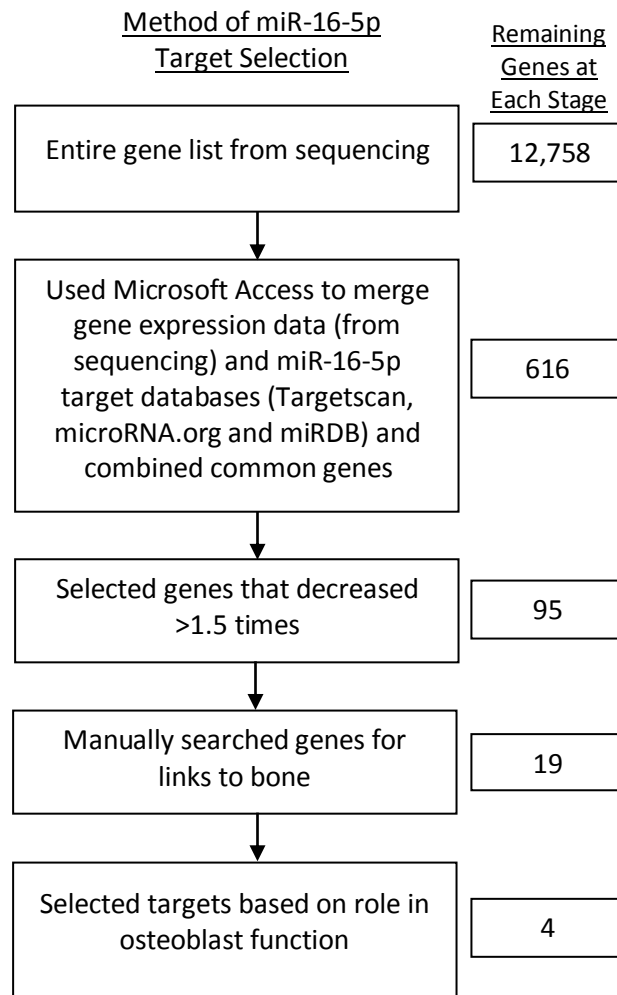 Method of miR-16-5p
Target Selection
Remaining
Genes at
Each Stage
Entire gene list from sequencing
12,758
Used Microsoft Access to merge
gene expression data (from
sequencing) and miR-16-5p
target databases (Targetscan,
microRNA.org and miRDB) and
combined common genes
616
Selected genes that decreased
>1.5 times
95
Manually searched genes for
links to bone
19
Selected targets based on role in
osteoblast function
4